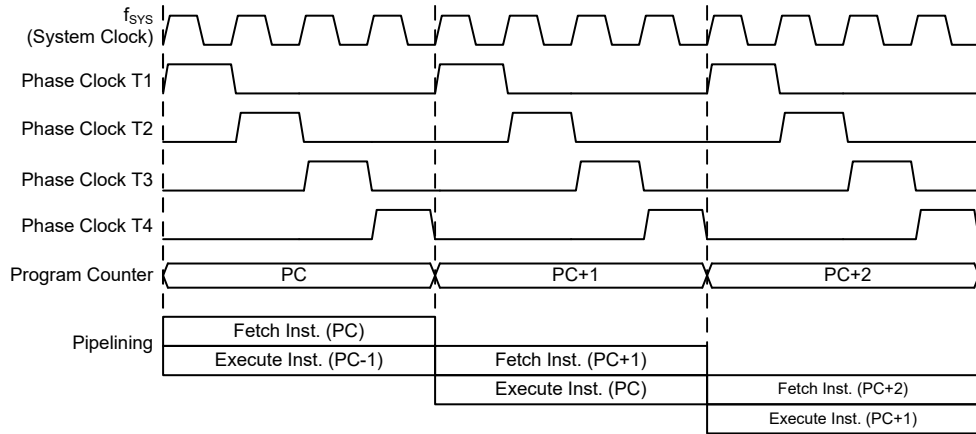 fSYS
(System Clock)
Phase Clock T1
Phase Clock T2
Phase Clock T3
Phase Clock T4
Program Counter PC PC+1 PC+2
Pipelining
Fetch Inst. (PC)
Execute Inst. (PC-1) Fetch Inst. (PC+1)
Execute Inst. (PC) Fetch Inst. (PC+2)
Execute Inst. (PC+1)